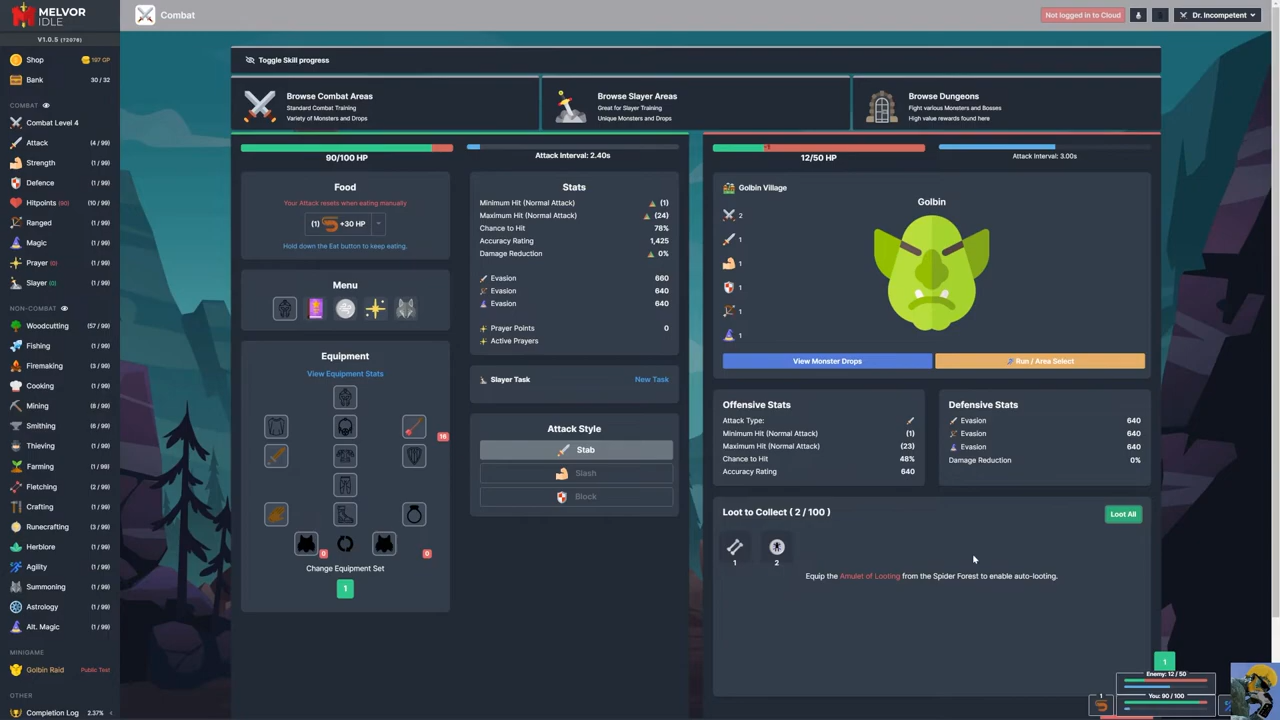 MELVOR
IDLE
Combat
Not logged in to Cloud
Dr. Incompetent
V1.0.5 (?2076)
Shop
197 GP
Bank
30 / 32
COMBAT
Combat Level 4
Attack
(4 / 99)
Strength
(1 / 99)
Defence
(1 / 99)
Hitpoints (90)
(10 / 99)
Ranged
(1 / 99)
Magic
(1 / 99)
Prayer (0)
(1 / 99)
Slayer (0)
(1 / 99)
NON-COMBAT
Woodcutting
(57 / 99)
Fishing
(1 / 99)
Firemaking
(3 / 99)
Cooking
(1 / 99)
Mining
(8 / 99)
Smithing
(6 / 99)
Thieving
(1 / 99)
Farming
(1 / 99)
Fletching
(2 / 99)
Crafting
(1 / 99)
Runecrafting
(3 / 99)
Herblore
(1 / 99)
Agility
(1 / 99)
Summoning
(1 / 99)
Astrology
(1 / 99)
Alt. Magic
(1 / 99)
MINIGAME
Golbin Raid
Public Test
OTHER
Completion Log
2.37%
Toggle Skill progress
Browse Combat Areas
Standard Combat Training
Variety of Monsters and Drops
Browse Slayer Areas
Great for Slayer Training
Unique Monsters and Drops
Browse Dungeons
Fight various Monsters and Bosses
High value rewards found here
90/100 HP
Attack Interval: 2.40s
Food
Your Attack resets when eating manually
(1) +30 HP
Hold down the Eat button to keep eating.
Menu
Equipment
View Equipment Stats
16
0
0
Change Equipment Set
1
Stats
Minimum Hit (Normal Attack)
(1)
Maximum Hit (Normal Attack)
(24)
Chance to Hit
78%
Accuracy Rating
1,425
Damage Reduction
0%
Evasion
660
Evasion
640
Evasion
640
Prayer Points
0
Active Prayers
Slayer Task
New Task
Attack Style
Stab
Slash
Block
12/50 HP
Attack Interval: 3.00s
Golbin Village
Golbin
2
1
1
1
1
1
View Monster Drops
Run / Area Select
Offensive Stats
Attack Type:
Minimum Hit (Normal Attack)
(1)
Maximum Hit (Normal Attack)
(23)
Chance to Hit
48%
Accuracy Rating
640
Defensive Stats
Evasion
640
Evasion
640
Evasion
640
Damage Reduction
0%
Loot to Collect ( 2 / 100 )
Loot All
1
2
Equip the Amulet of Looting from the Spider Forest to enable auto-looting.
1
Enemy: 12 / 50
1
You: 90 / 100